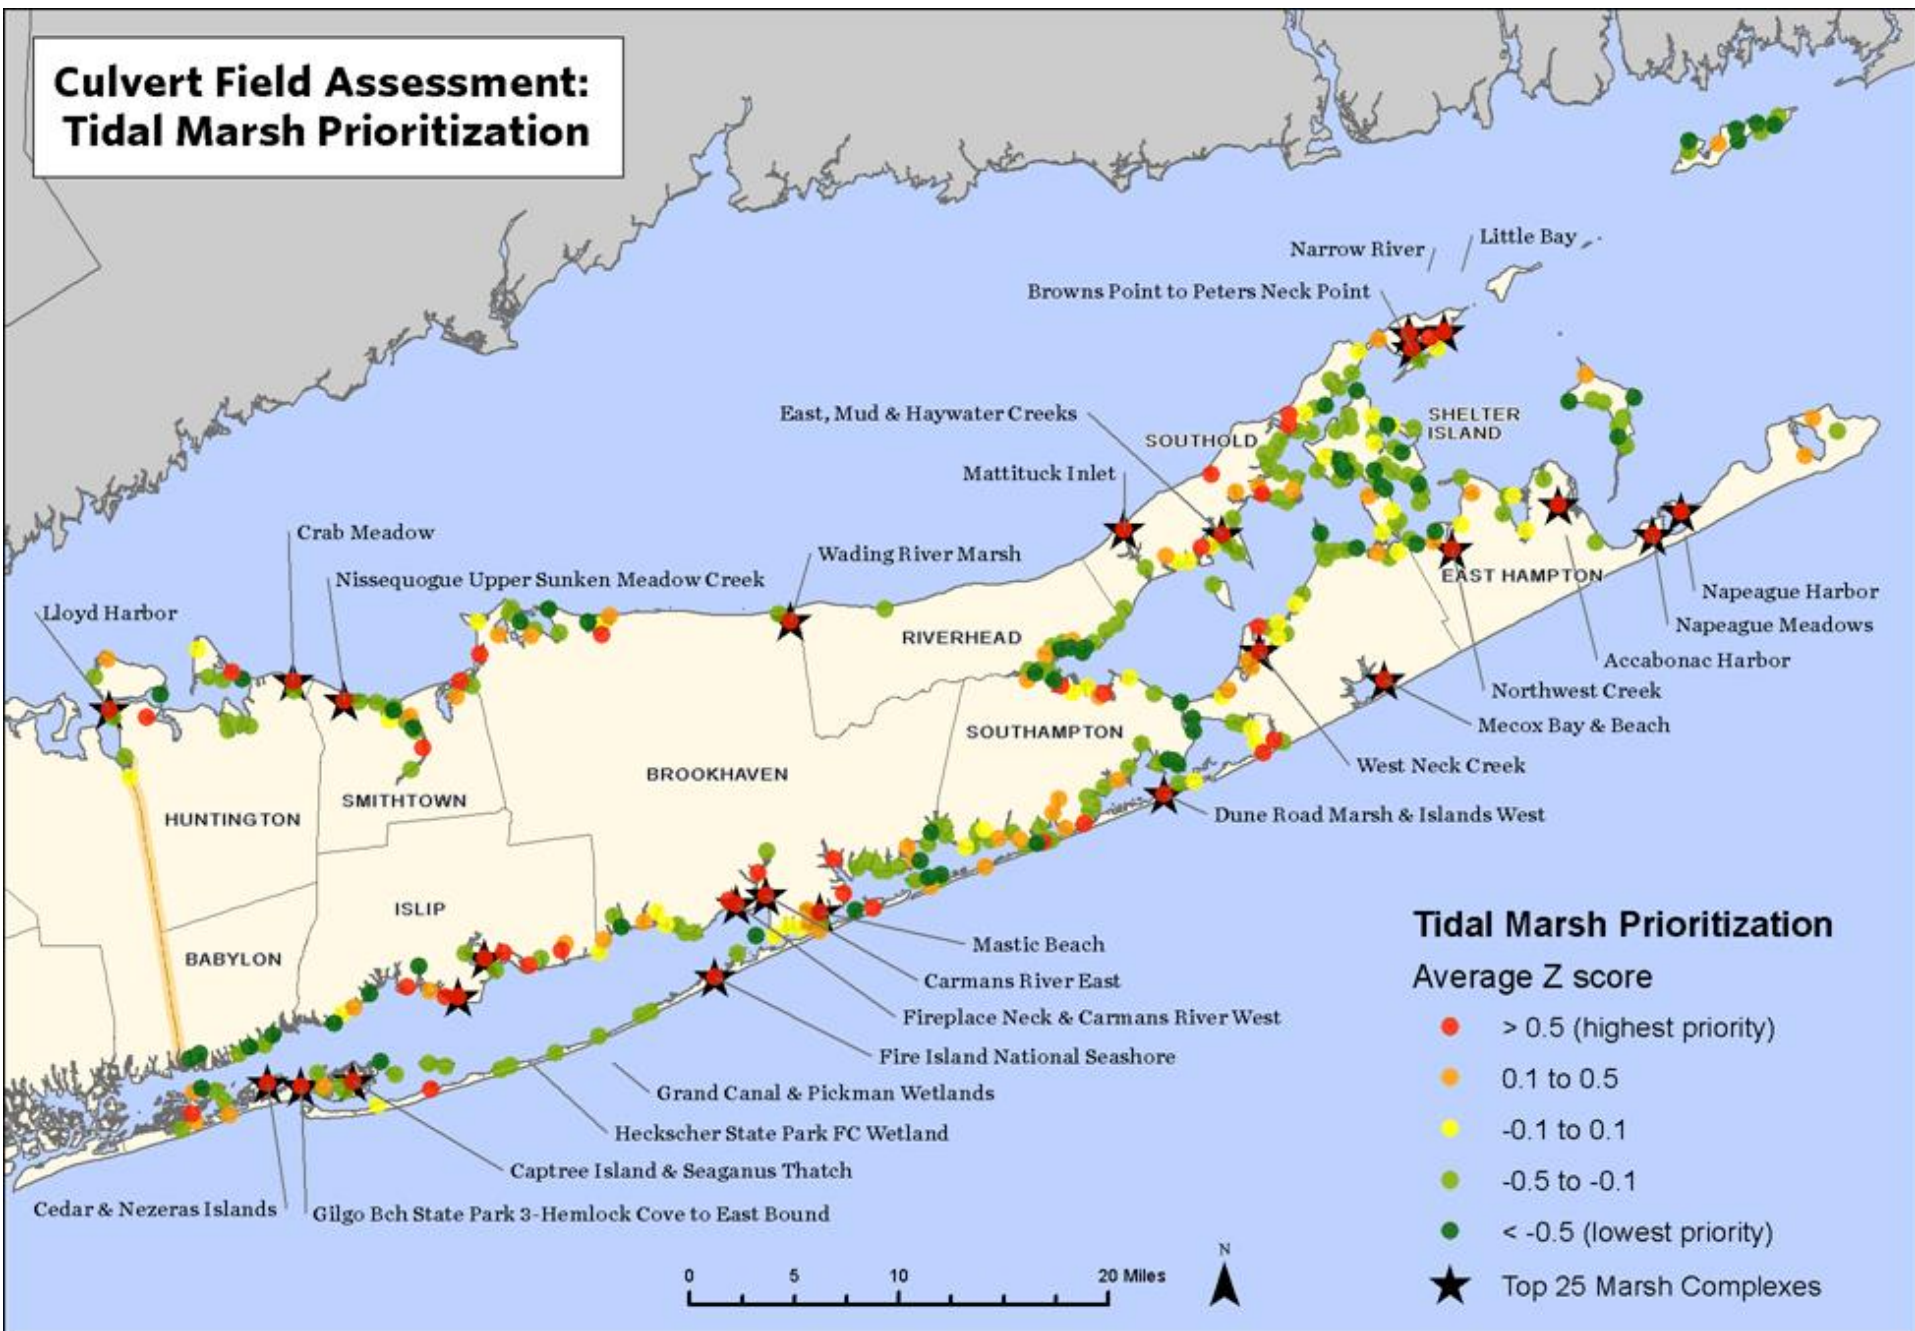 Culvert Field Assessment:
Tidal Marsh Prioritization
Little Bay
Narrow River
Browns Point to Peters Neck Point
East, Mud & Haywater Creeks
SHELTER
ISLAND
SOUTHOLD
Mattituck Inlet
Crab Meadow
Wading River Marsh
Nissequogue Upper Sunken Meadow Creek
EAST HAMPTON
Napeague Harbor
Lloyd Harbor
Napeague Meadows
RIVERHEAD
Accabonac Harbor
Northwest Creek
Mecox Bay & Beach
SOUTHAMPTON
West Neck Creek
BROOKHAVEN
SMITHTOWN
HUNTINGTON
Dune Road Marsh & Islands West
ISLIP
Mastic Beach
BABYLON
Carmans River East
Fireplace Neck & Carmans River West
Fire Island National Seashore
Grand Canal & Pickman Wetlands
Heckscher State Park FC Wetland
Captree Island & Seaganus Thatch
Cedar & Nezeras Islands
Gilgo Bch State Park 3-Hemlock Cove to East Bound
Tidal Marsh Prioritization
Average Z score
> 0.5 (highest priority)
0.1 to 0.5
-0.1 to 0.1
-0.5 to -0.1
< -0.5 (lowest priority)
Top 25 Marsh Complexes
N
0 5 10 20 Miles